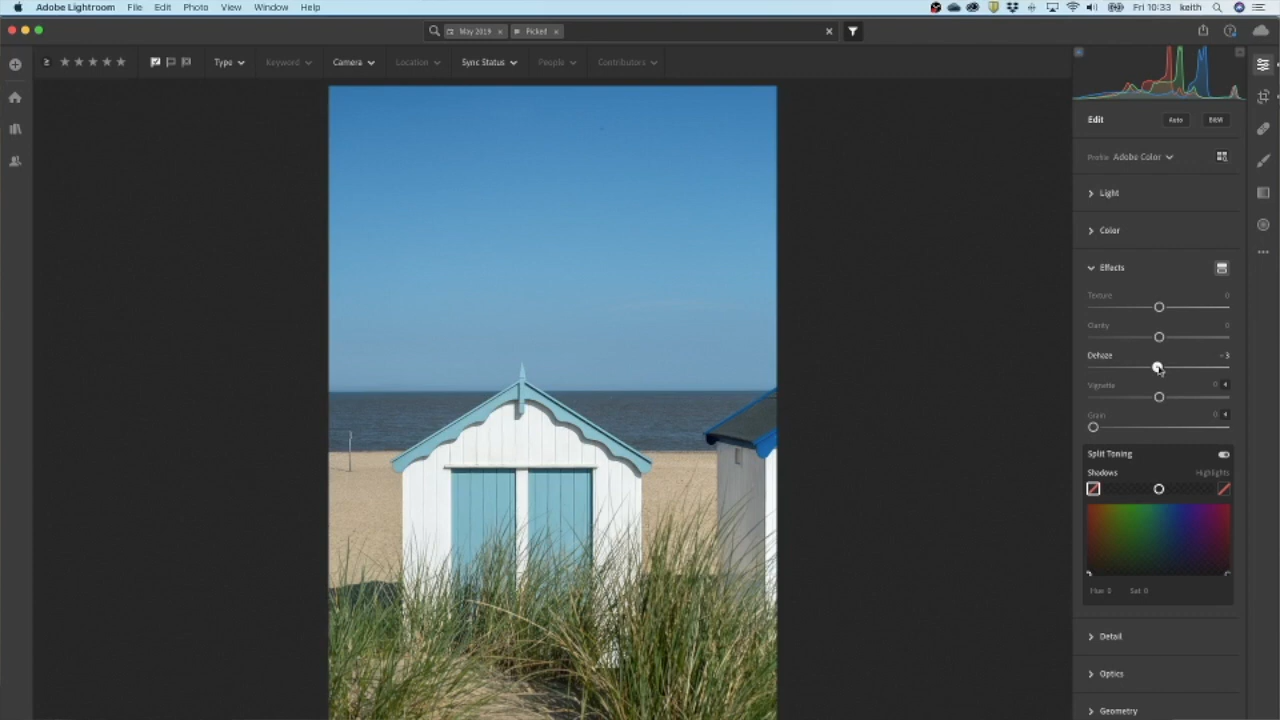 Adobe Lightroom File Edit Photo View Window Help Fri 10:33 keith
May 2019 × Picked ×
≥ ★ ★ ★ ★ ★ Type Keyword Camera Location Sync Status People Contributors
Edit Auto B&W
Profile Adobe Color
Light
Color
Effects
Texture 0
Clarity 0
Dehaze - 3
Vignette 0
Grain 0
Split Toning
Shadows Highlights
Hue 0 Sat 0
Detail
Optics
Geometry